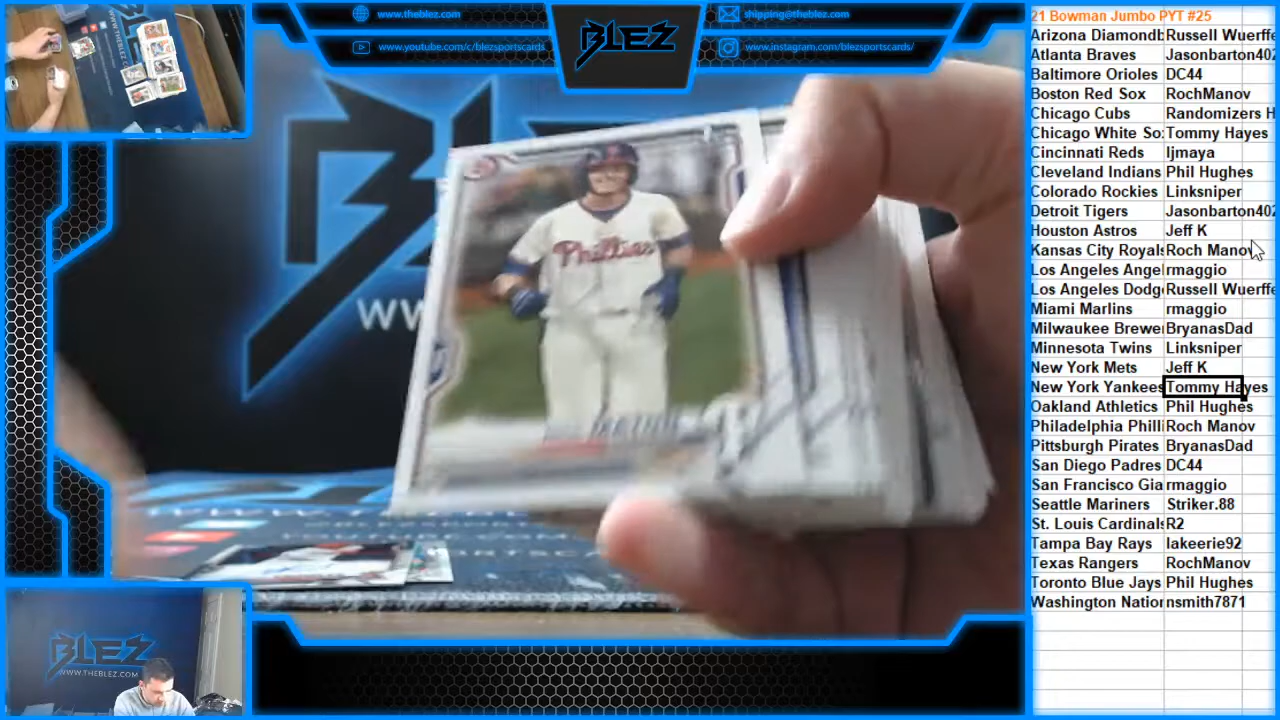 www.theblez.com
shipping@theblez.com
www.youtube.com/c/blezsportscards
BLEZ
www.instagram.com/blezsportscards/
Phillies
WW
BLEZ
WWW.THEBLEZ.COM
21 Bowman Jumbo PYT #25
Arizona Diamondb Russell Wuerffe
Atlanta Braves Jasonbarton402
Baltimore Orioles DC44
Boston Red Sox RochManov
Chicago Cubs Randomizers H
Chicago White So Tommy Hayes
Cincinnati Reds ljmaya
Cleveland Indians Phil Hughes
Colorado Rockies Linksniper
Detroit Tigers Jasonbarton402
Houston Astros Jeff K
Kansas City Royals Roch Manov
Los Angeles Angel rmaggio
Los Angeles Dodge Russell Wuerffe
Miami Marlins rmaggio
Milwaukee Brewe BryanasDad
Minnesota Twins Linksniper
New York Mets Jeff K
New York Yankees Tommy Hayes
Oakland Athletics Phil Hughes
Philadelphia Philli Roch Manov
Pittsburgh Pirates BryanasDad
San Diego Padres DC44
San Francisco Gia rmaggio
Seattle Mariners Striker.88
St. Louis Cardinals R2
Tampa Bay Rays lakeerie92
Texas Rangers RochManov
Toronto Blue Jays Phil Hughes
Washington Nation nsmith7871